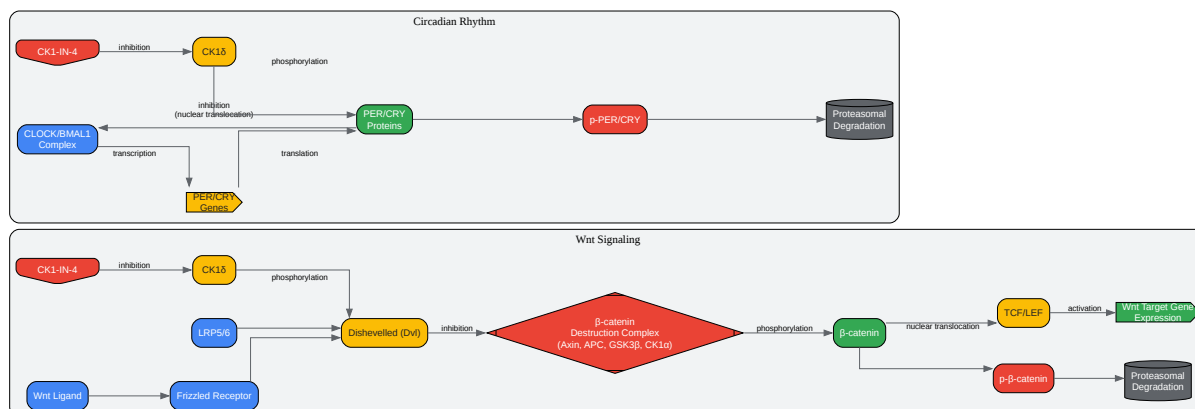 Circadian Rhythm
CK1-IN-4
inhibition
CK1δ
phosphorylation
inhibition
(nuclear translocation)
PER/CRY
Proteins
p-PER/CRY
Proteasomal
Degradation
CLOCK/BMAL1
Complex
transcription
translation
PER/CRY
Genes
Wnt Signaling
CK1-IN-4
inhibition
CK1δ
phosphorylation
LRP5/6
Dishevelled (Dvl)
inhibition
β-catenin
Destruction Complex
(Axin, APC, GSK3β, CK1α)
phosphorylation
β-catenin
nuclear translocation
TCF/LEF
activation
Wnt Target Gene
Expression
p-β-catenin
Proteasomal
Degradation
Wnt Ligand
Frizzled Receptor